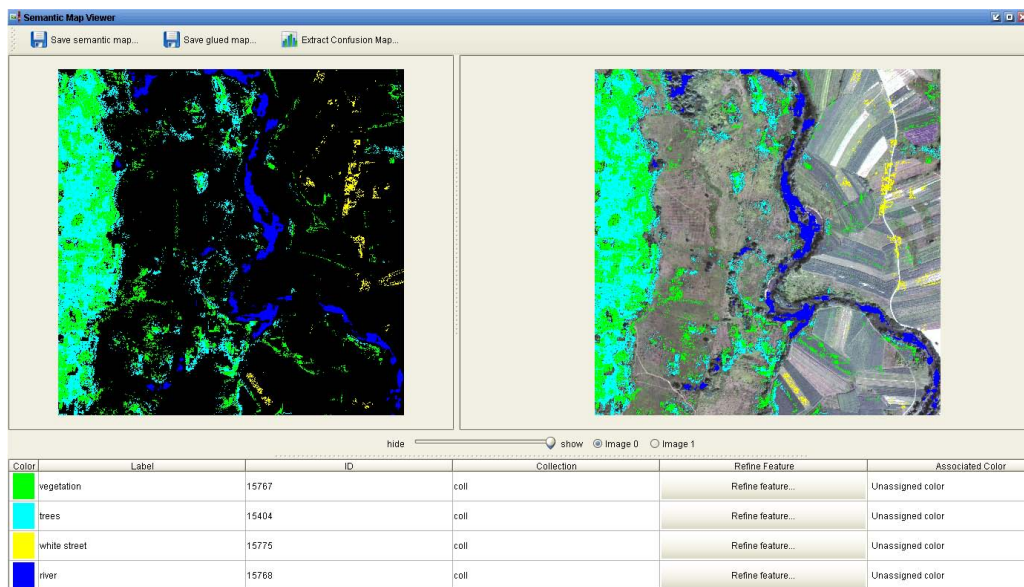 Semantic Map Viewer
Save semantic map... Save glued map... Extract Confusion Map...
hide show Image 0 Image 1
Color Label ID Collection Refine Feature Associated Color
vegetation 15767 coll Refine feature... Unassigned color
trees 15404 coll Refine feature... Unassigned color
white street 15775 coll Refine feature... Unassigned color
river 15768 coll Refine feature... Unassigned color